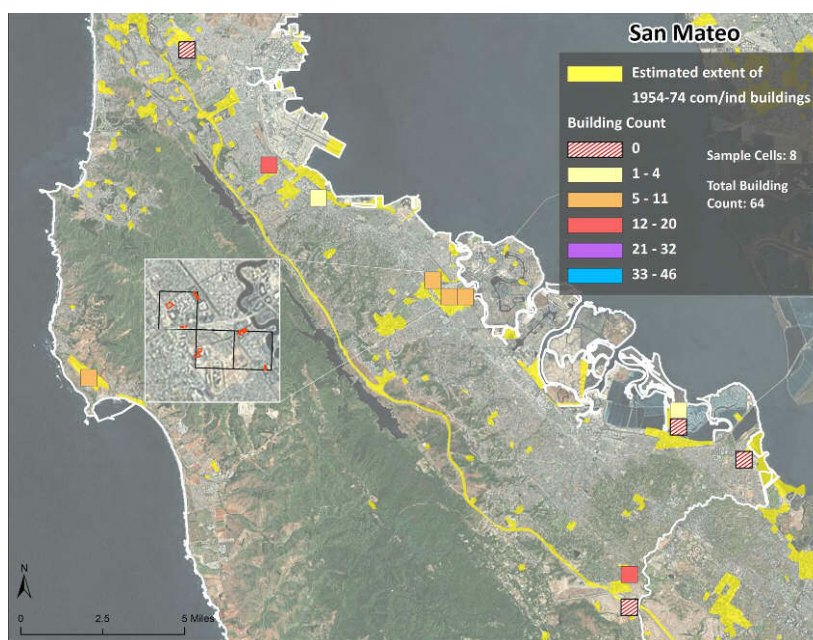 San Mateo
Estimated extent of
1954-74 com/ind buildings
Building Count
0
1 - 4
5 - 11
12 - 20
21 - 32
33 - 46
Sample Cells: 8
Total Building
Count: 64
N
0 2.5 5 Miles